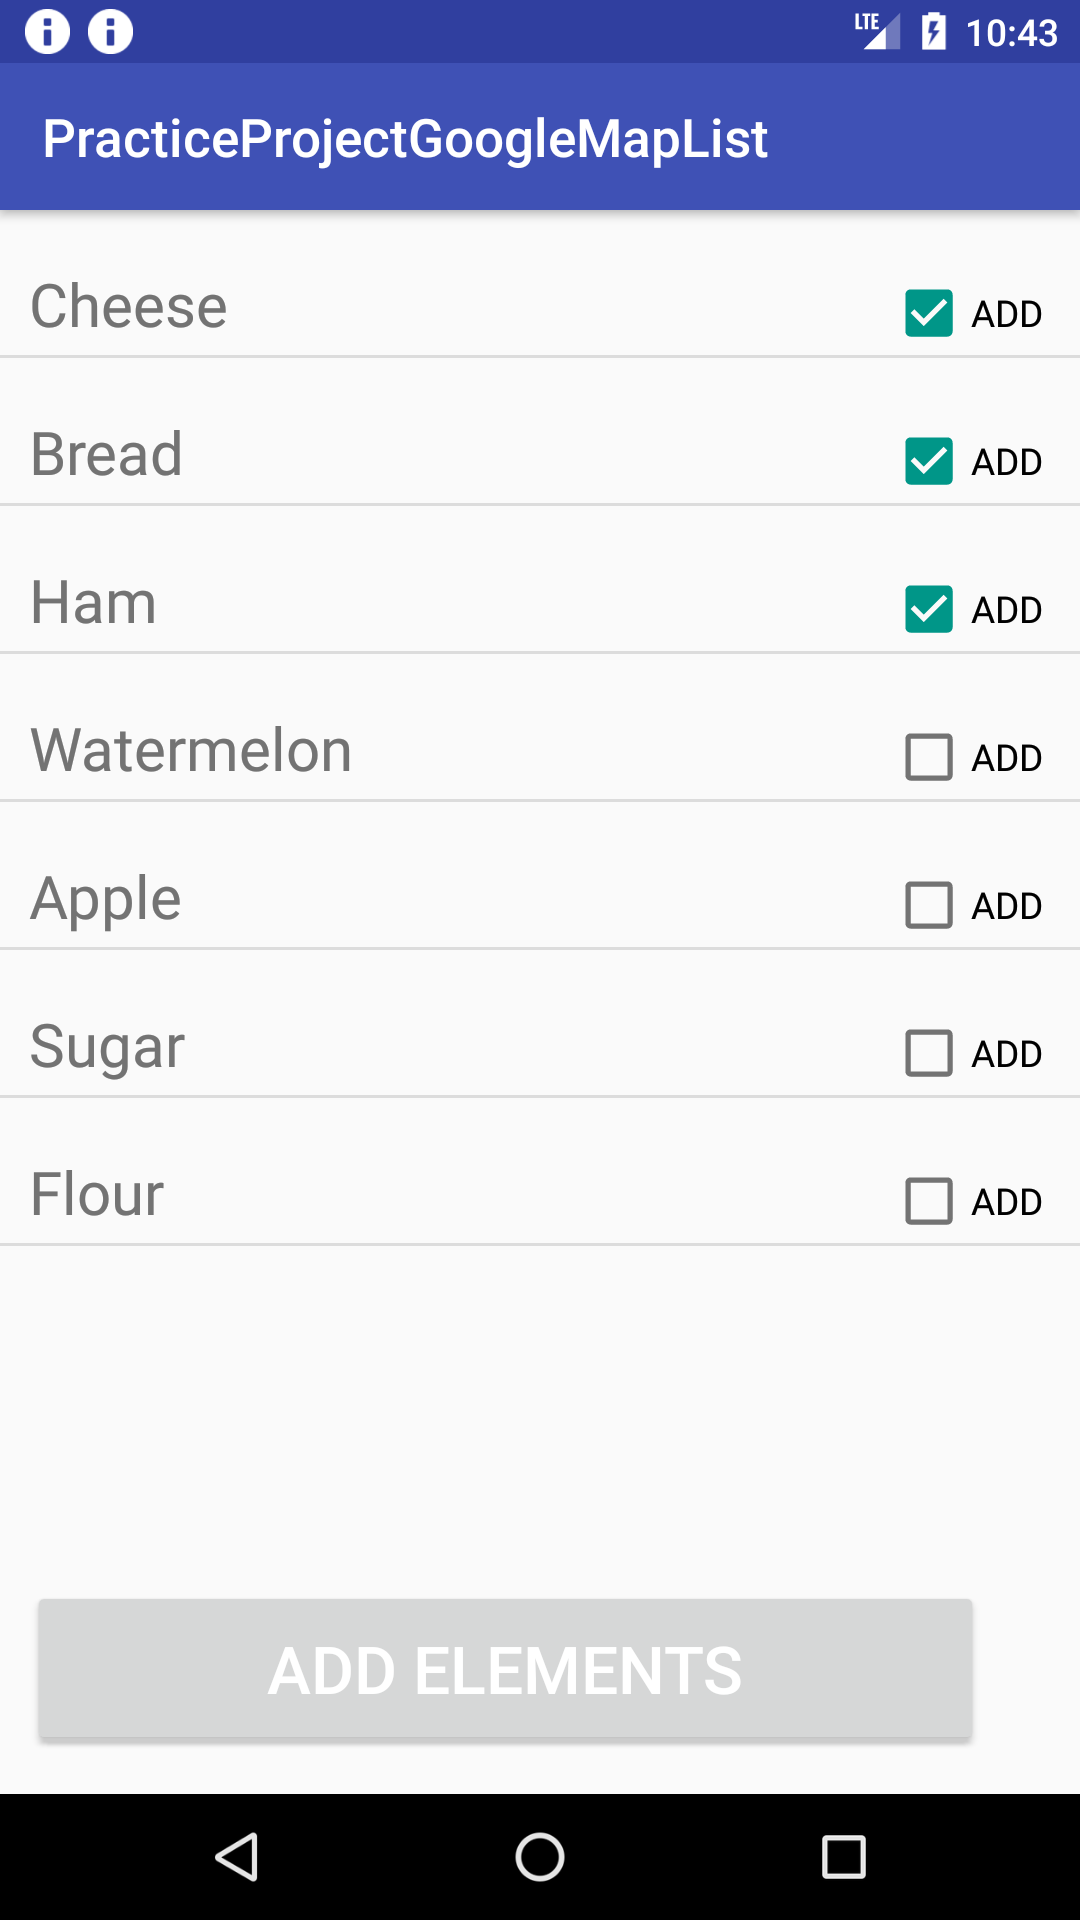 LTE 10:43
PracticeProjectGoogleMapList
Cheese ADD
Bread ADD
Ham ADD
Watermelon ADD
Apple ADD
Sugar ADD
Flour ADD
ADD ELEMENTS